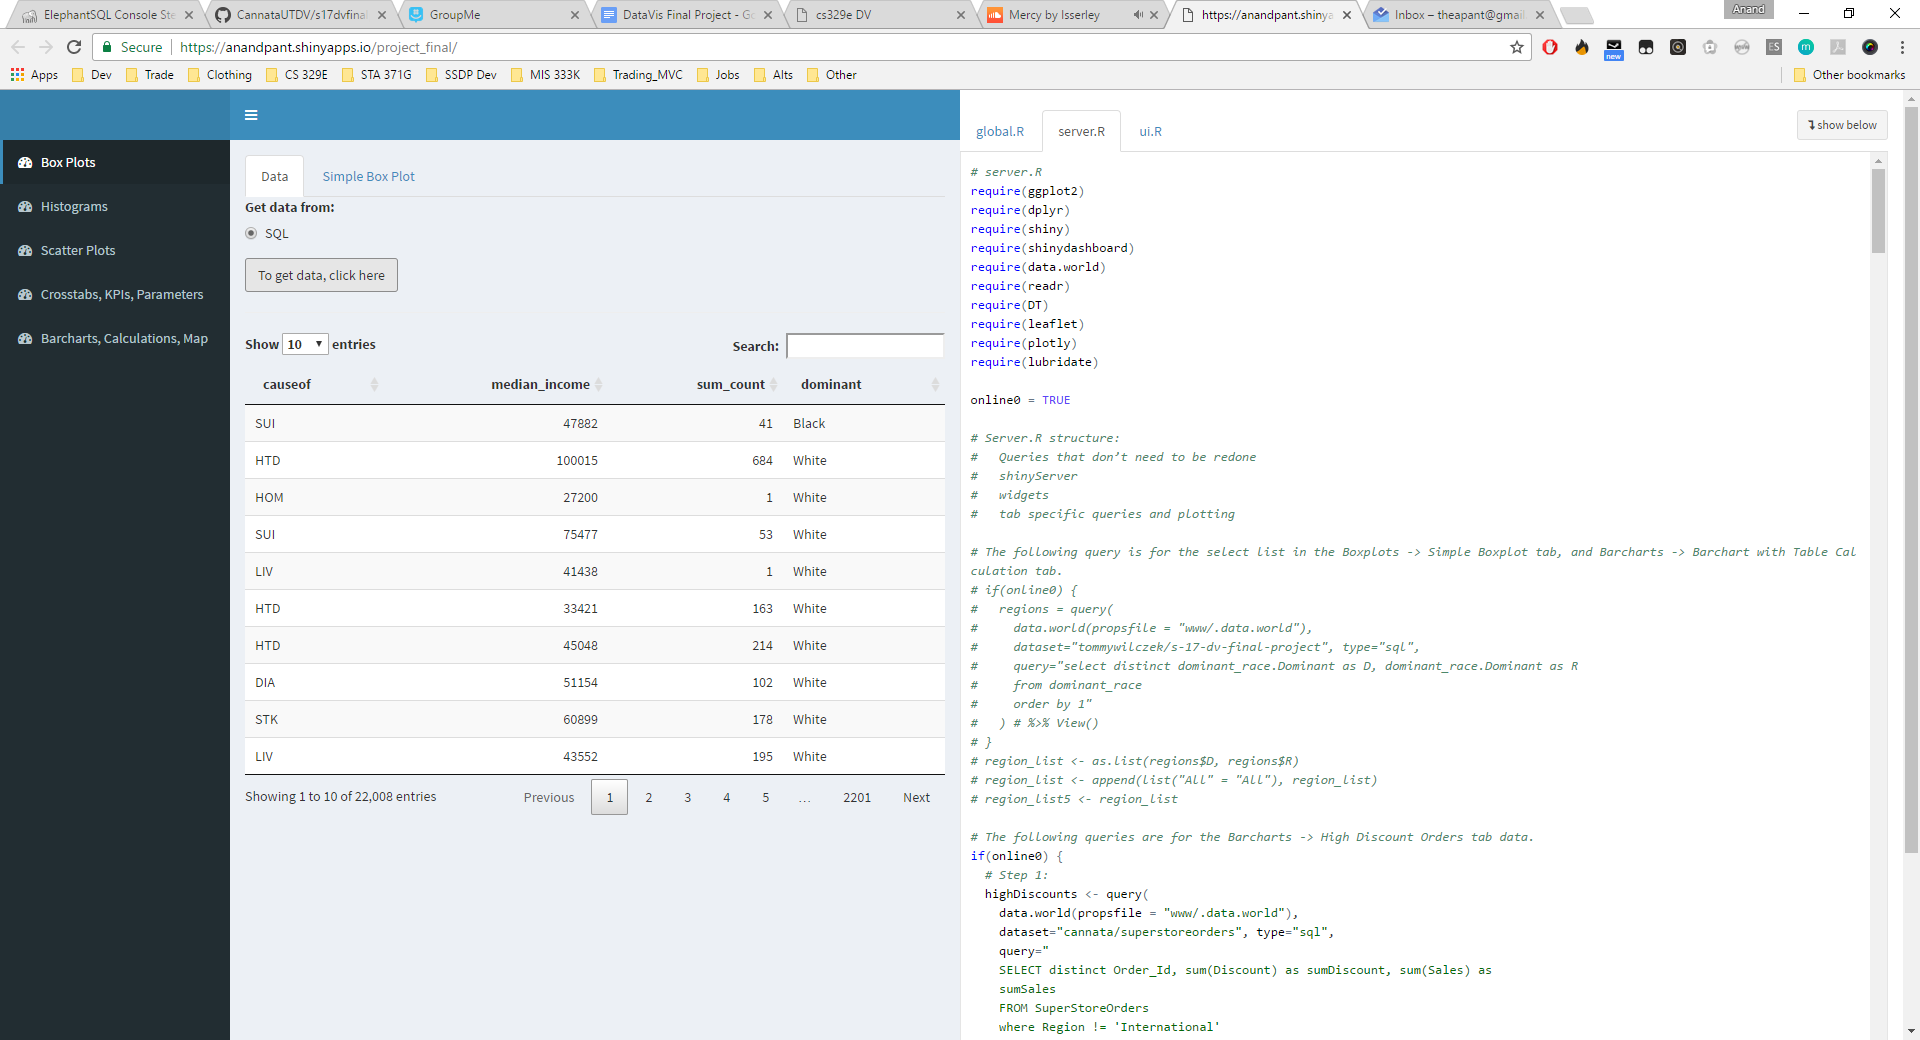 ElephantSQL Console Ste
CannataUTDV/s17dvfinal
GroupMe
DataVis Final Project - Go
cs329e DV
Mercy by Isserley
https://anandpant.shinya
Inbox – theapant@gmail
Anand
Secure
https://anandpant.shinyapps.io/project_final/
new
ES
m
Apps
Dev
Trade
Clothing
CS 329E
STA 371G
SSDP Dev
MIS 333K
Trading_MVC
Jobs
Alts
Other
Other bookmarks
Box Plots
Histograms
Scatter Plots
Crosstabs, KPIs, Parameters
Barcharts, Calculations, Map
Data
Simple Box Plot
Get data from:
SQL
To get data, click here
Show 10 entries
Search:
causeof median_income sum_count dominant
SUI 47882 41 Black
HTD 100015 684 White
HOM 27200 1 White
SUI 75477 53 White
LIV 41438 1 White
HTD 33421 163 White
HTD 45048 214 White
DIA 51154 102 White
STK 60899 178 White
LIV 43552 195 White
Showing 1 to 10 of 22,008 entries
Previous 1 2 3 4 5 … 2201 Next
global.R
server.R
ui.R
show below
# server.R
require(ggplot2)
require(dplyr)
require(shiny)
require(shinydashboard)
require(data.world)
require(readr)
require(DT)
require(leaflet)
require(plotly)
require(lubridate)
online0 = TRUE
# Server.R structure:
#   Queries that don’t need to be redone
#   shinyServer
#   widgets
#   tab specific queries and plotting
# The following query is for the select list in the Boxplots -> Simple Boxplot tab, and Barcharts -> Barchart with Table Cal
culation tab.
# if(online0) {
#   regions = query(
#     data.world(propsfile = "www/.data.world"),
#     dataset="tommywilczek/s-17-dv-final-project", type="sql",
#     query="select distinct dominant_race.Dominant as D, dominant_race.Dominant as R
#     from dominant_race
#     order by 1"
#   ) # %>% View()
# }
# region_list <- as.list(regions$D, regions$R)
# region_list <- append(list("All" = "All"), region_list)
# region_list5 <- region_list
# The following queries are for the Barcharts -> High Discount Orders tab data.
if(online0) {
  # Step 1:
  highDiscounts <- query(
    data.world(propsfile = "www/.data.world"),
    dataset="cannata/superstoreorders", type="sql",
    query="
    SELECT distinct Order_Id, sum(Discount) as sumDiscount, sum(Sales) as
    sumSales
    FROM SuperStoreOrders
    where Region != 'International'